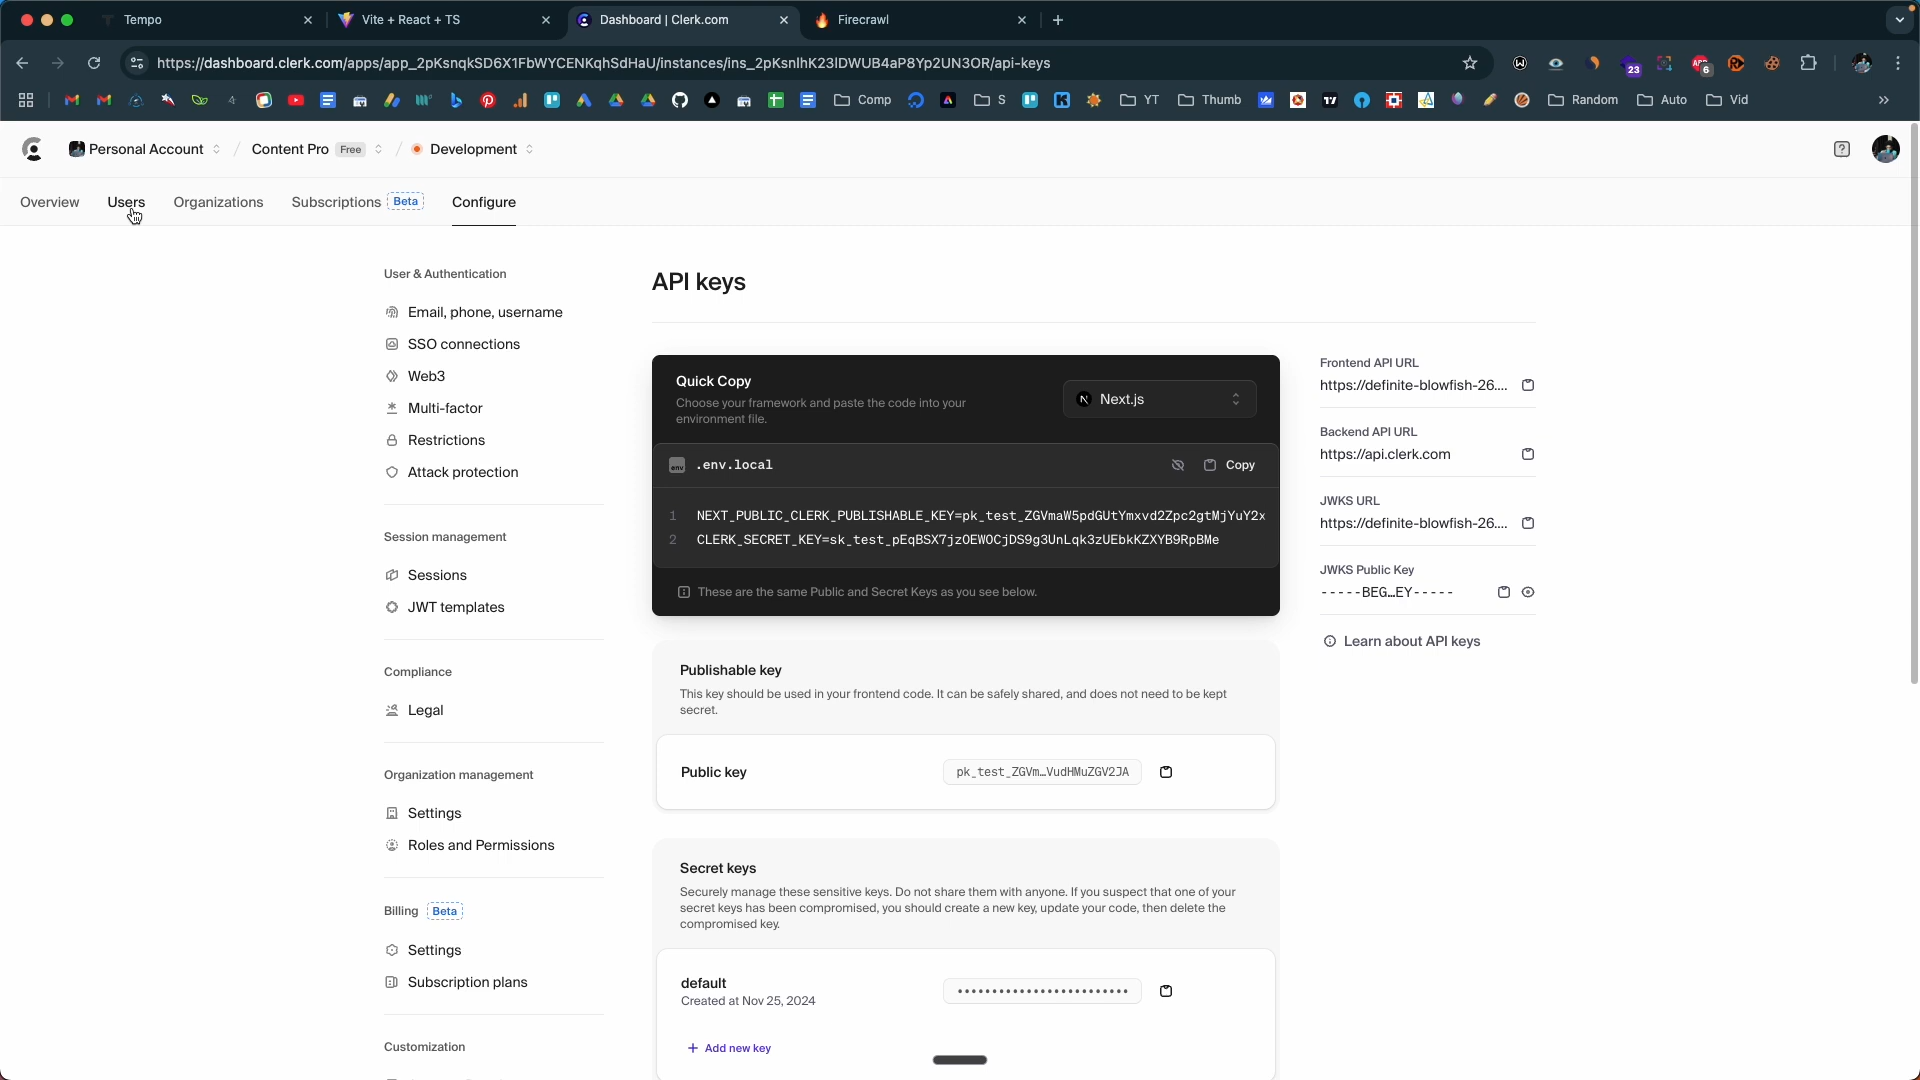 Tempo
Vite + React + TS
Dashboard | Clerk.com
Firecrawl
https://dashboard.clerk.com/apps/app_2pKsnqkSD6X1FbWYCENKqhSdHaU/instances/ins_2pKsnlhK23IDWUB4aP8Yp2UN3OR/api-keys
23
6
Comp
S
YT
Thumb
Random
Auto
Vid
Personal Account / Content Pro Free / Development
Overview
Users
Organizations
Subscriptions Beta
Configure
User & Authentication
Email, phone, username
SSO connections
Web3
Multi-factor
Restrictions
Attack protection
Session management
Sessions
JWT templates
Compliance
Legal
Organization management
Settings
Roles and Permissions
Billing Beta
Settings
Subscription plans
Customization
API keys
Quick Copy
Choose your framework and paste the code into your
environment file.
Next.js
.env.local
Copy
1 NEXT_PUBLIC_CLERK_PUBLISHABLE_KEY=pk_test_ZGVmaW5pdGUtYmxvd2Zpc2gtMjYuY2x
2 CLERK_SECRET_KEY=sk_test_pEqBSX7jzOEWOCjDS9g3UnLqk3zUEbkKZXYB9RpBMe
These are the same Public and Secret Keys as you see below.
Publishable key
This key should be used in your frontend code. It can be safely shared, and does not need to be kept
secret.
Public key
pk_test_ZGVm…VudHMuZGV2JA
Secret keys
Securely manage these sensitive keys. Do not share them with anyone. If you suspect that one of your
secret keys has been compromised, you should create a new key, update your code, then delete the
compromised key.
default
Created at Nov 25, 2024
••••••••••••••••••••••••
+ Add new key
Frontend API URL
https://definite-blowfish-26....
Backend API URL
https://api.clerk.com
JWKS URL
https://definite-blowfish-26....
JWKS Public Key
-----BEG…EY-----
Learn about API keys